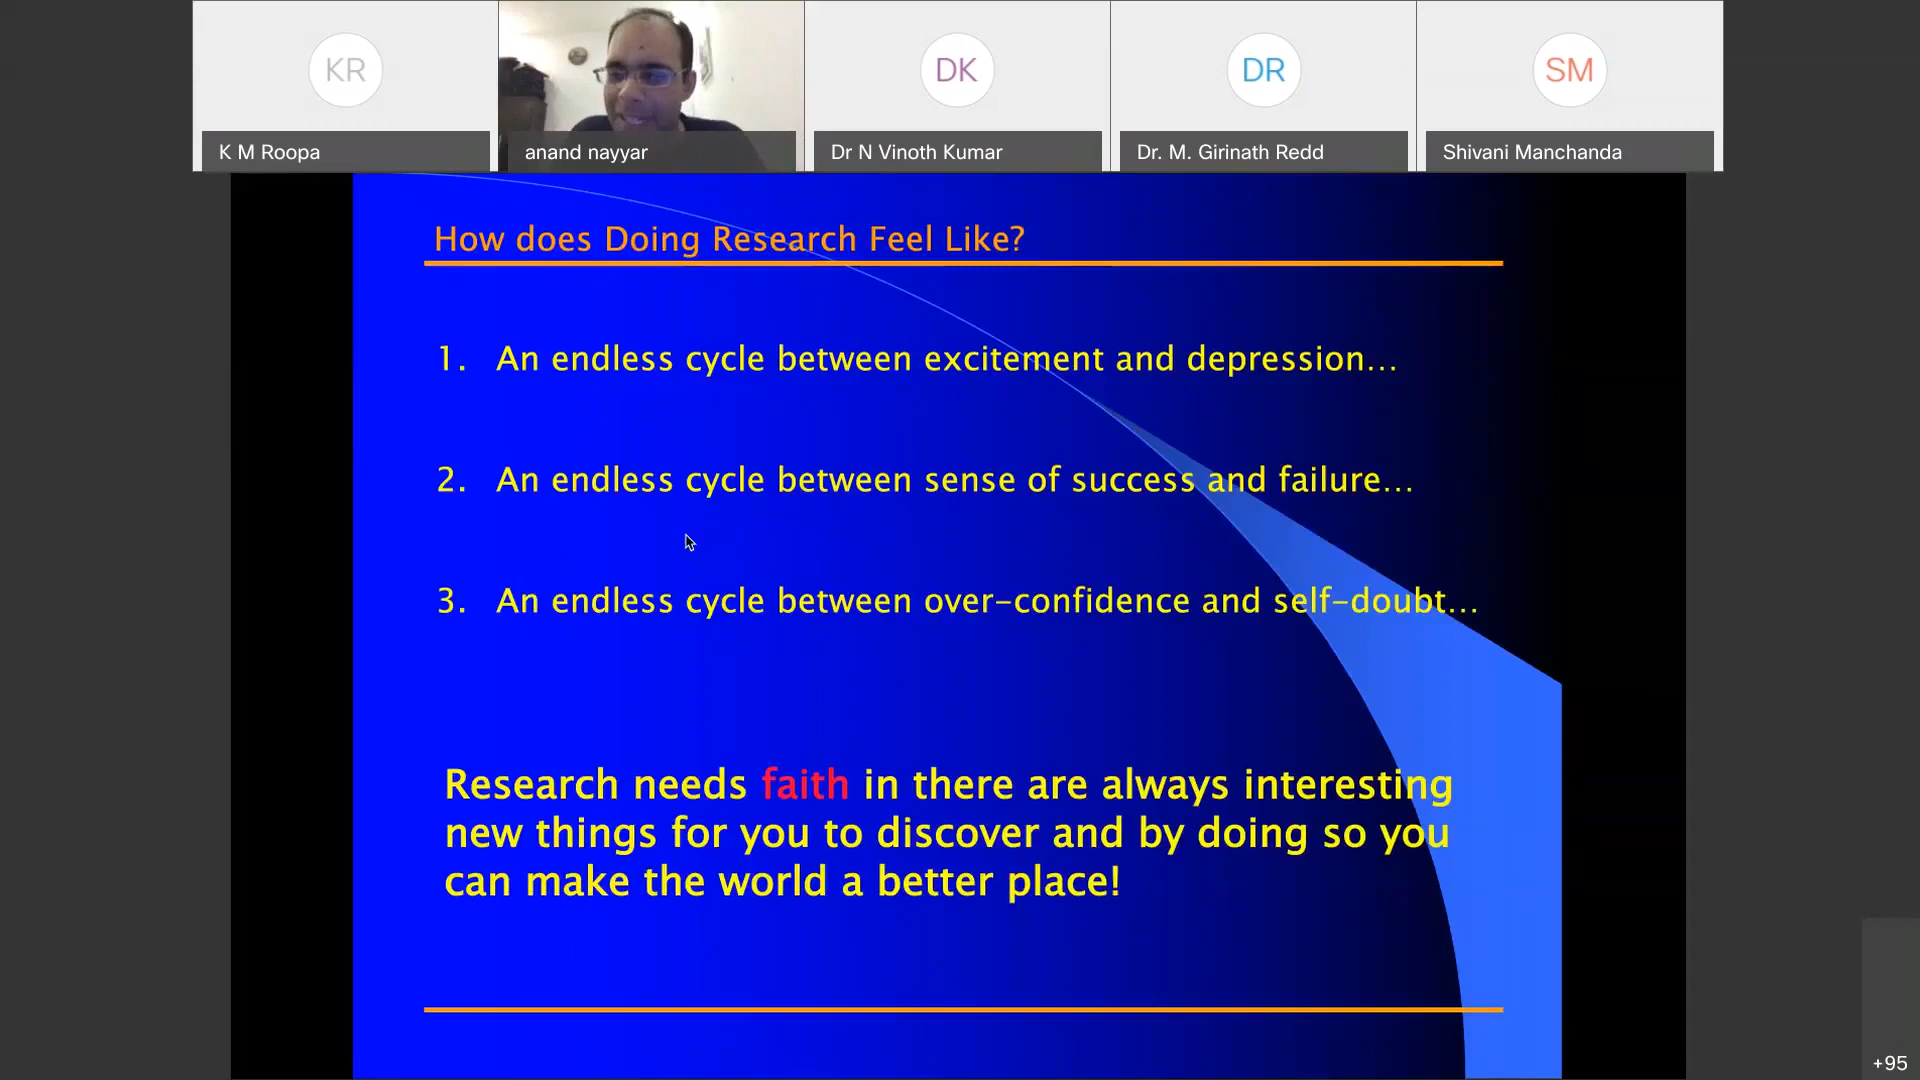 KR
DK
DR
SM
K M Roopa
anand nayyar
Dr N Vinoth Kumar
Dr. M. Girinath Redd
Shivani Manchanda
How does Doing Research Feel Like?
1. An endless cycle between excitement and depression...
2. An endless cycle between sense of success and failure...
3. An endless cycle between over-confidence and self-doubt...
Research needs faith in there are always interesting
new things for you to discover and by doing so you
can make the world a better place!
+95